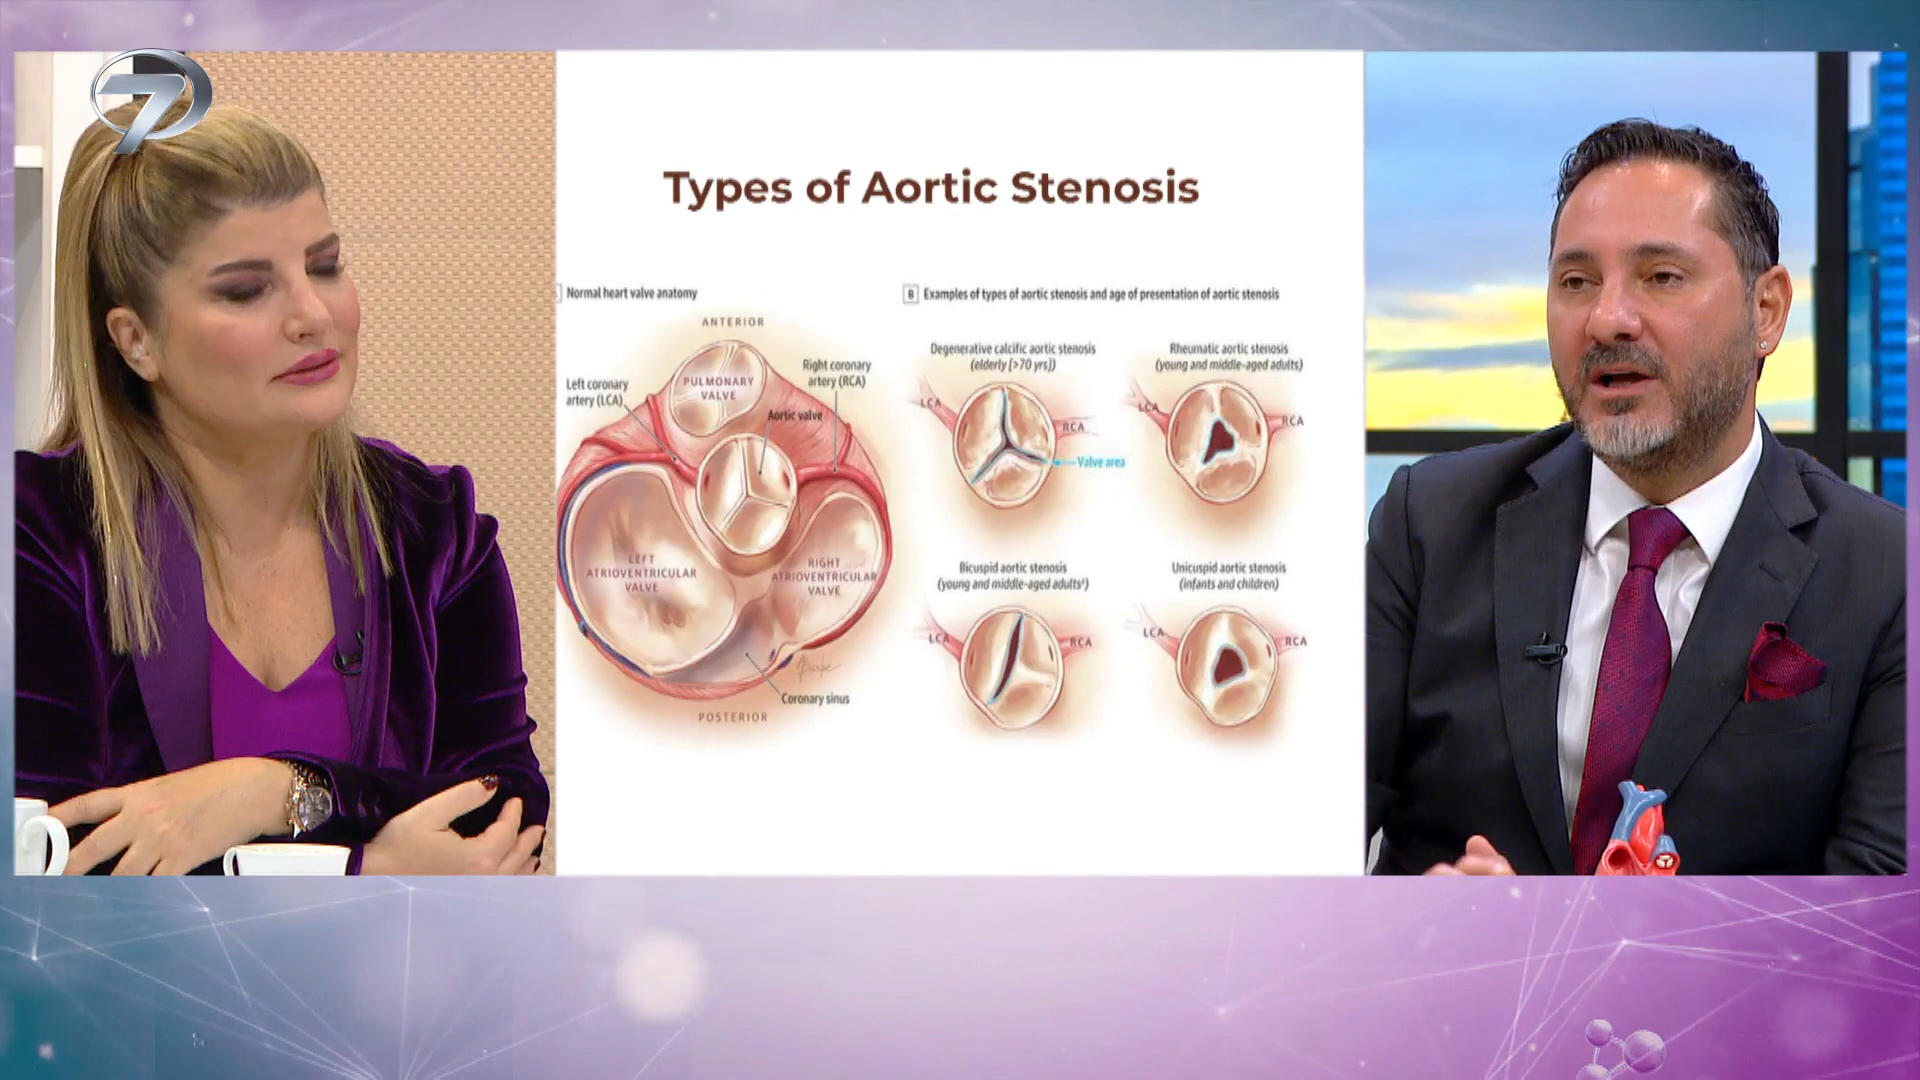 7
Types of Aortic Stenosis
Normal heart valve anatomy
ANTERIOR
PULMONARY
VALVE
Right coronary
artery (RCA)
Left coronary
artery (LCA)
Aortic valve
LEFT
ATRIOVENTRICULAR
VALVE
RIGHT
ATRIOVENTRICULAR
VALVE
Coronary sinus
POSTERIOR
B Examples of types of aortic stenosis and age of presentation of aortic stenosis
Degenerative calcific aortic stenosis
(elderly [>70 yrs])
LCA
RCA
Valve area
Rheumatic aortic stenosis
(young and middle-aged adults)
LCA
RCA
Bicuspid aortic stenosis
(young and middle-aged adults)
LCA
RCA
Unicuspid aortic stenosis
(infants and children)
LCA
RCA